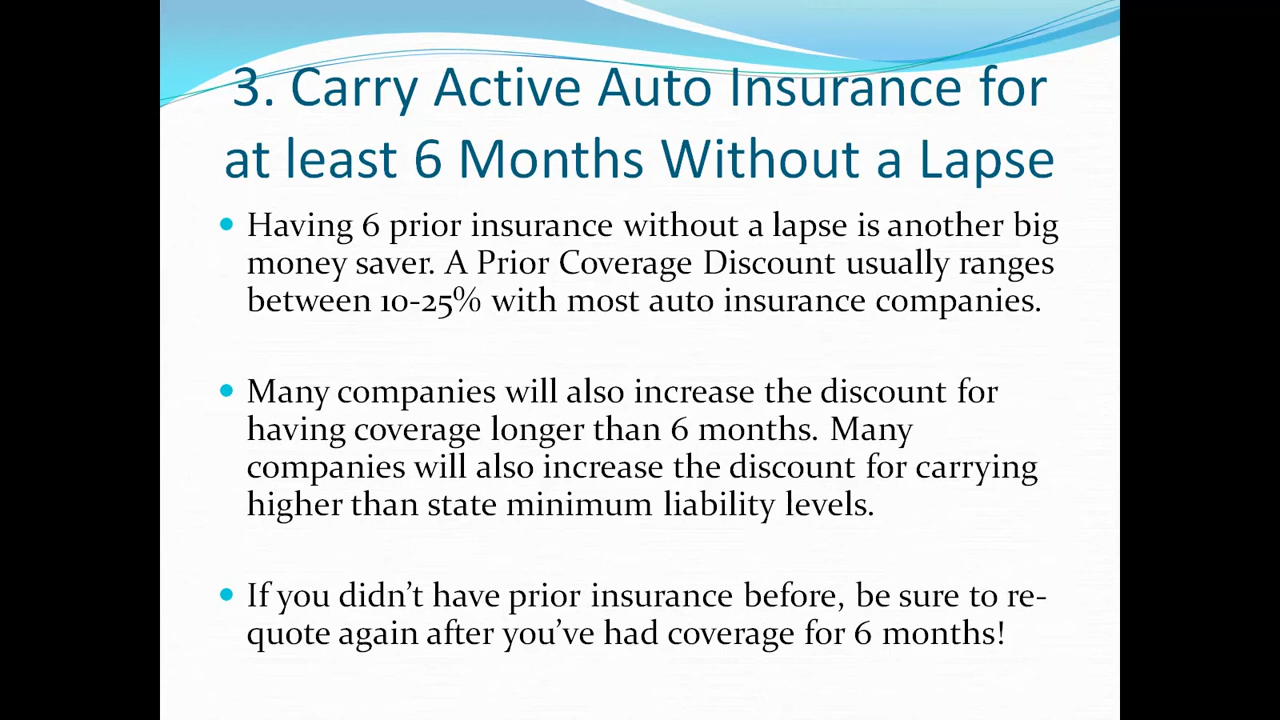 3. Carry Active Auto Insurance for
at least 6 Months Without a Lapse
• Having 6 prior insurance without a lapse is another big
money saver. A Prior Coverage Discount usually ranges
between 10-25% with most auto insurance companies.
• Many companies will also increase the discount for
having coverage longer than 6 months. Many
companies will also increase the discount for carrying
higher than state minimum liability levels.
• If you didn’t have prior insurance before, be sure to re-
quote again after you’ve had coverage for 6 months!